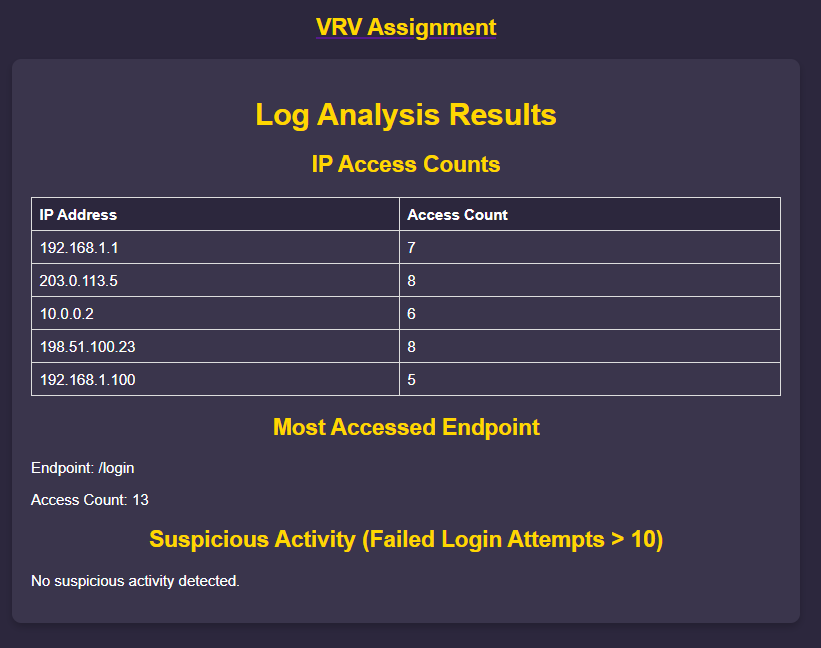 VRV Assignment
Log Analysis Results
IP Access Counts
IP Address Access Count
192.168.1.1 7
203.0.113.5 8
10.0.0.2 6
198.51.100.23 8
192.168.1.100 5
Most Accessed Endpoint
Endpoint: /login
Access Count: 13
Suspicious Activity (Failed Login Attempts > 10)
No suspicious activity detected.